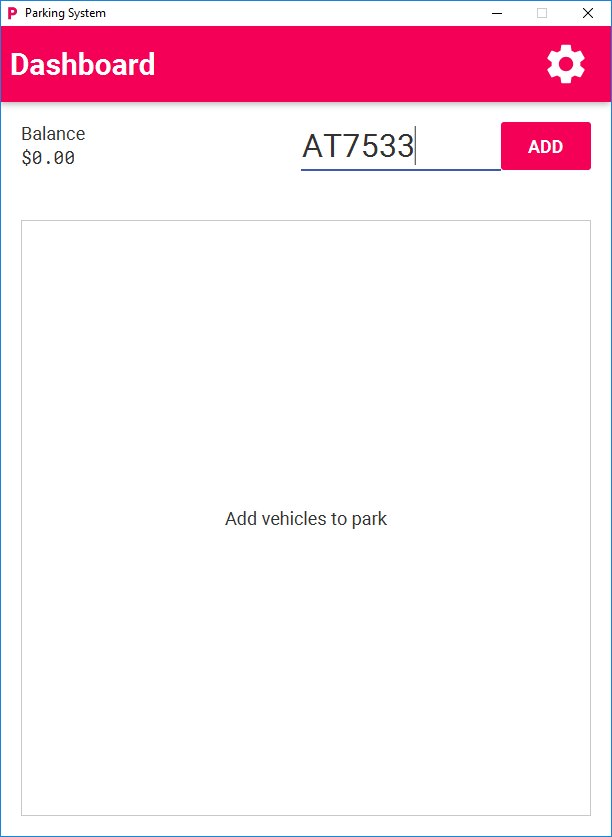 Parking System
Dashboard
Balance
$0.00
AT7533
ADD
Add vehicles to park